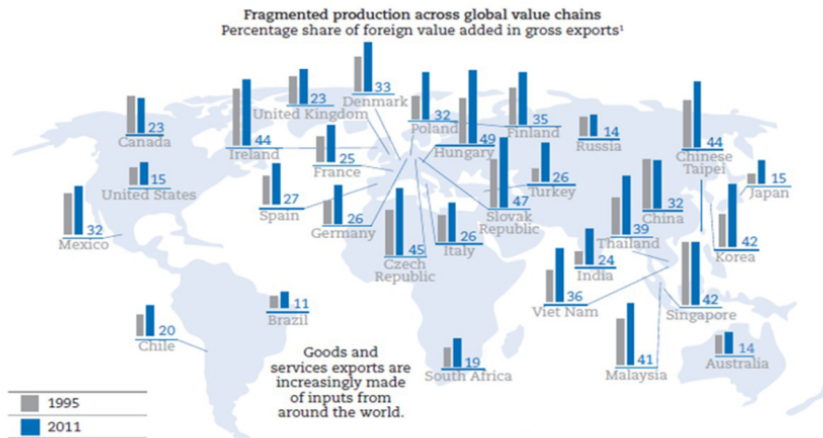 Fragmented production across global value chains
Percentage share of foreign value added in gross exports¹
23
Canada
15
United States
32
Mexico
20
Chile
11
Brazil
44
Ireland
23
United Kingdom
33
Denmark
25
France
27
Spain
26
Germany
45
Czech
Republic
26
Italy
32
Poland
49
Hungary
35
Finland
47
Slovak
Republic
26
Turkey
14
Russia
19
South Africa
24
India
36
Viet Nam
39
Thailand
32
China
44
Chinese
Taipei
15
Japan
42
Korea
42
Singapore
41
Malaysia
14
Australia
Goods and
services exports are
increasingly made
of inputs from
around the world.
1995
2011